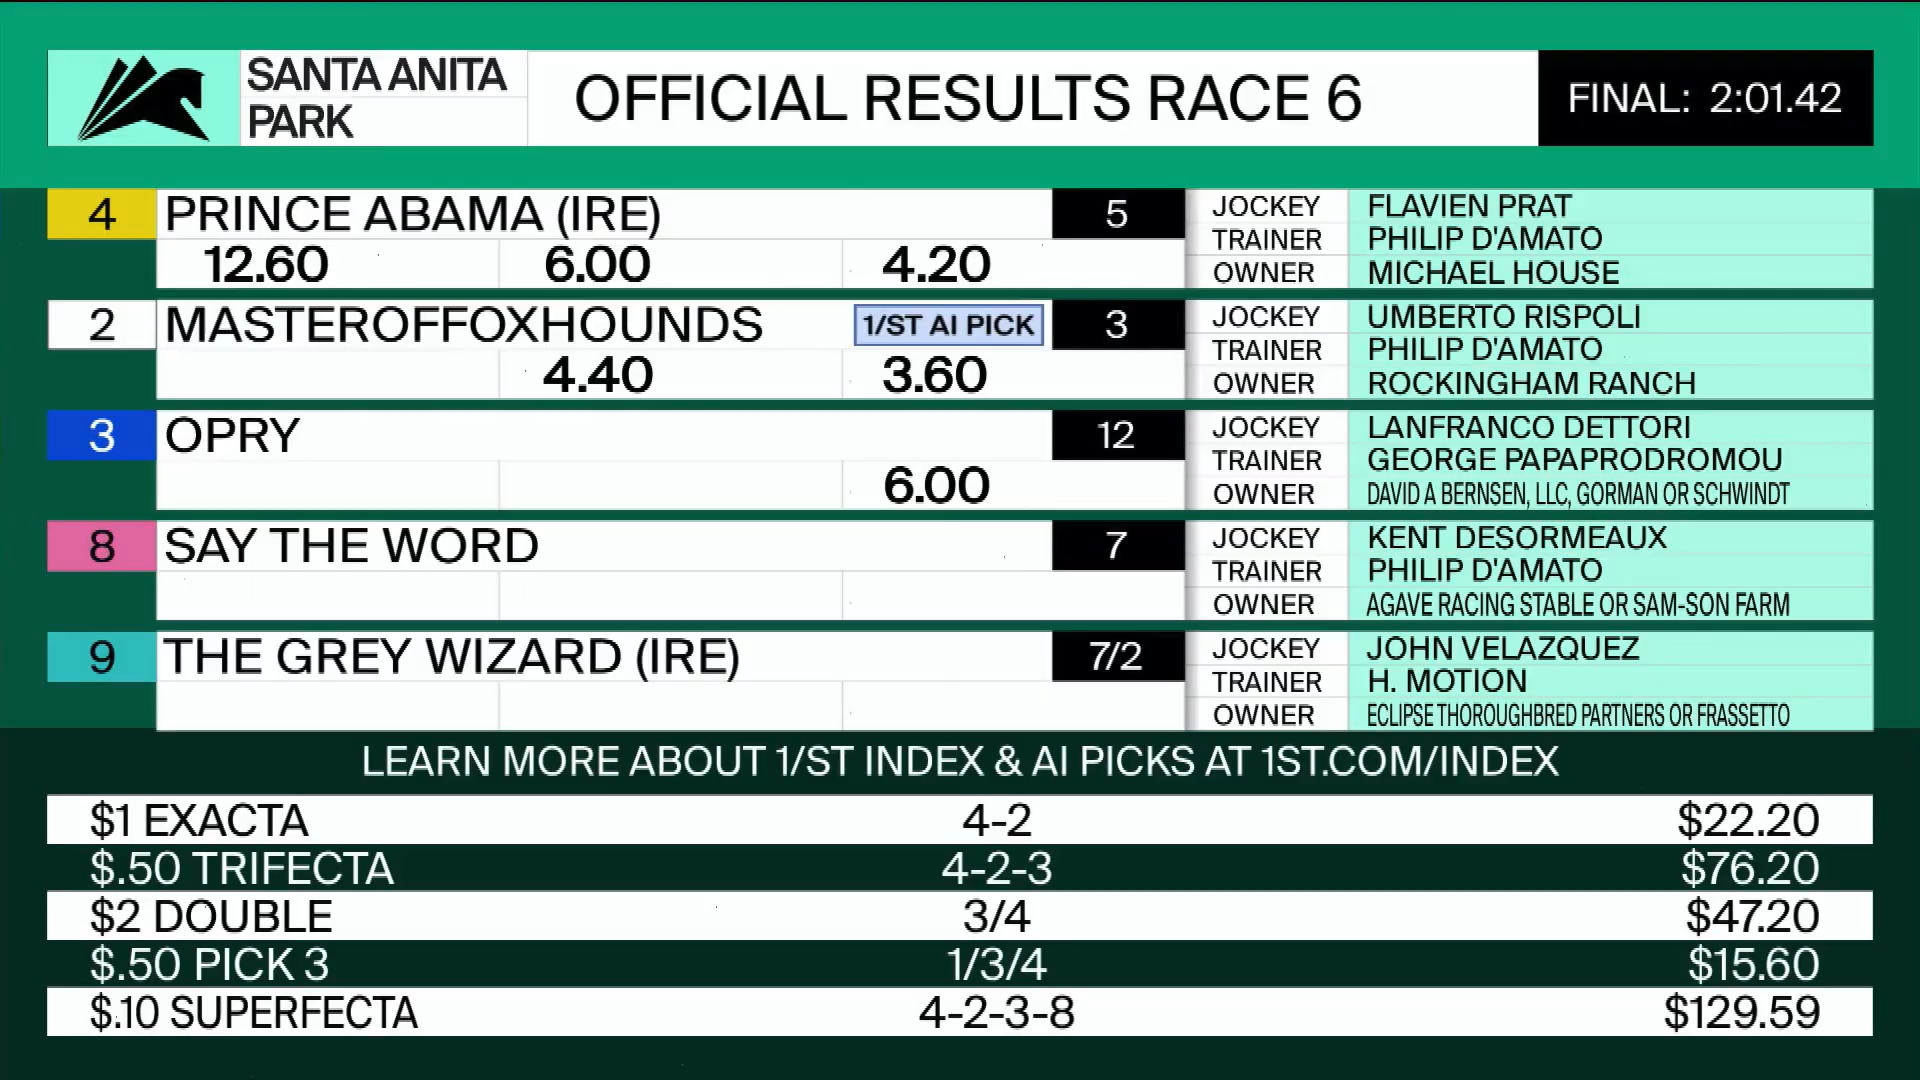 SANTA ANITA
PARK
OFFICIAL RESULTS RACE 6
FINAL: 2:01.42
4 PRINCE ABAMA (IRE) 5
12.60 6.00 4.20
JOCKEY FLAVIEN PRAT
TRAINER PHILIP D'AMATO
OWNER MICHAEL HOUSE
2 MASTEROFFOXHOUNDS 1/ST AI PICK 3
4.40 3.60
JOCKEY UMBERTO RISPOLI
TRAINER PHILIP D'AMATO
OWNER ROCKINGHAM RANCH
3 OPRY 12
6.00
JOCKEY LANFRANCO DETTORI
TRAINER GEORGE PAPAPRODROMOU
OWNER DAVID A BERNSEN, LLC, GORMAN OR SCHWINDT
8 SAY THE WORD 7
JOCKEY KENT DESORMEAUX
TRAINER PHILIP D'AMATO
OWNER AGAVE RACING STABLE OR SAM-SON FARM
9 THE GREY WIZARD (IRE) 7/2
JOCKEY JOHN VELAZQUEZ
TRAINER H. MOTION
OWNER ECLIPSE THOROUGHBRED PARTNERS OR FRASSETTO
LEARN MORE ABOUT 1/ST INDEX & AI PICKS AT 1ST.COM/INDEX
$1 EXACTA 4-2 $22.20
$.50 TRIFECTA 4-2-3 $76.20
$2 DOUBLE 3/4 $47.20
$.50 PICK 3 1/3/4 $15.60
$.10 SUPERFECTA 4-2-3-8 $129.59